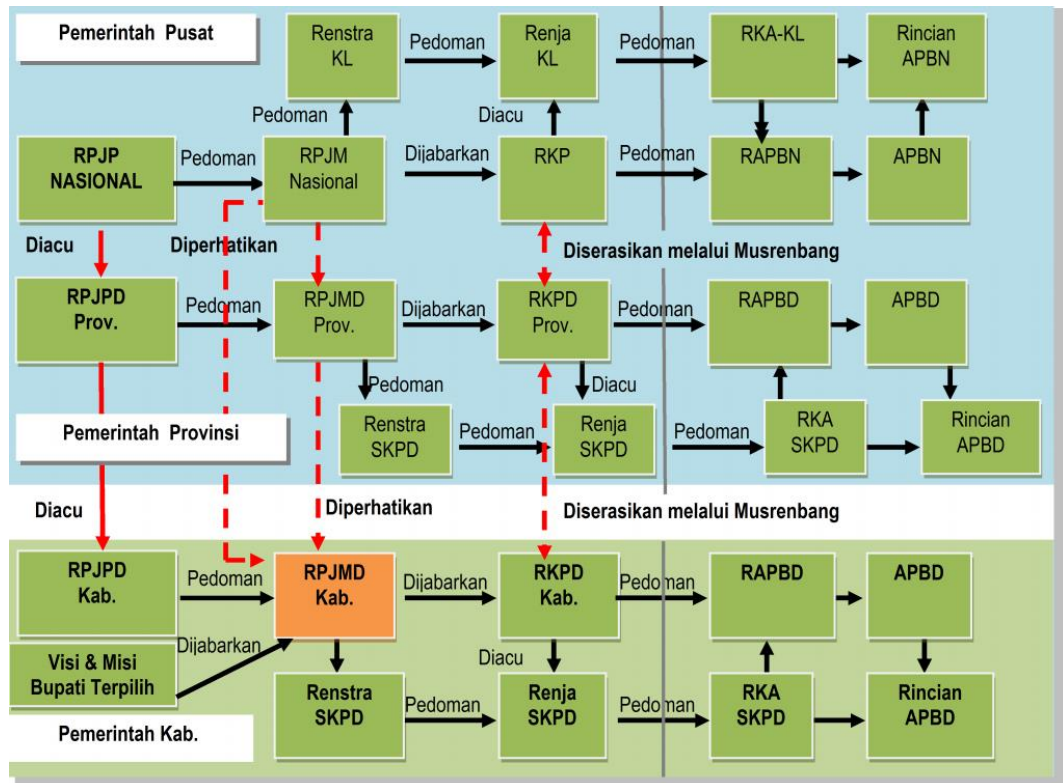 Pemerintah Pusat
Renstra
KL
Pedoman
Renja
KL
Pedoman
RKA-KL
Rincian
APBN
Pedoman
Diacu
RPJP
NASIONAL
Pedoman
RPJM
Nasional
Dijabarkan
RKP
Pedoman
RAPBN
APBN
Diacu
Diperhatikan
Diserasikan melalui Musrenbang
RPJPD
Prov.
Pedoman
RPJMD
Prov.
Dijabarkan
RKPD
Prov.
Pedoman
RAPBD
APBD
Pedoman
Diacu
Pemerintah Provinsi
Renstra
SKPD
Pedoman
Renja
SKPD
Pedoman
RKA
SKPD
Rincian
APBD
Diacu
Diperhatikan
Diserasikan melalui Musrenbang
RPJPD
Kab.
Pedoman
RPJMD
Kab.
Dijabarkan
RKPD
Kab.
Pedoman
RAPBD
APBD
Dijabarkan
Visi & Misi
Bupati Terpilih
Diacu
Renstra
SKPD
Pedoman
Renja
SKPD
Pedoman
RKA
SKPD
Rincian
APBD
Pemerintah Kab.